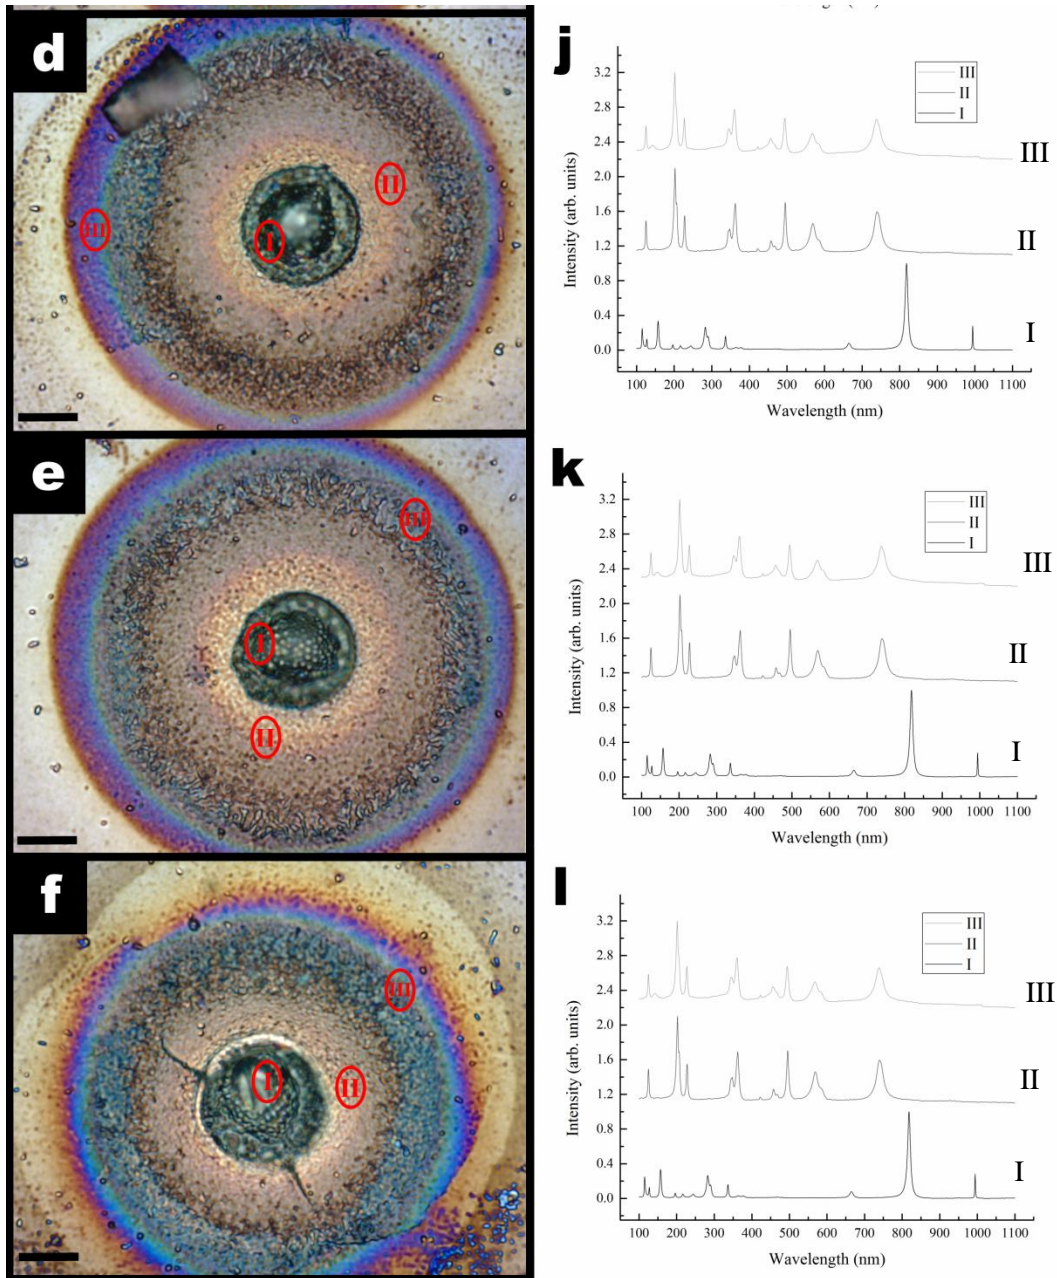 d
III
II
I
j
3.2
2.8
2.4
2.0
1.6
1.2
0.8
0.4
0.0
Intensity (arb. units)
III
II
I
III
II
I
100 200 300 400 500 600 700 800 900 1000 1100
Wavelength (nm)
e
III
I
II
k
3.2
2.8
2.4
2.0
1.6
1.2
0.8
0.4
0.0
Intensity (arb. units)
III
II
I
III
II
I
100 200 300 400 500 600 700 800 900 1000 1100
Wavelength (nm)
f
III
I
II
l
3.2
2.8
2.4
2.0
1.6
1.2
0.8
0.4
0.0
Intensity (arb. units)
III
II
I
III
II
I
100 200 300 400 500 600 700 800 900 1000 1100
Wavelength (nm)